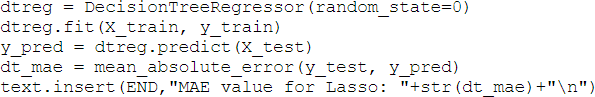 dtreg = DecisionTreeRegressor(random_state=0)
dtreg.fit(X_train, y_train)
y_pred = dtreg.predict(X_test)
dt_mae = mean_absolute_error(y_test, y_pred)
text.insert(END,"MAE value for Lasso: "+str(dt_mae)+"\n")